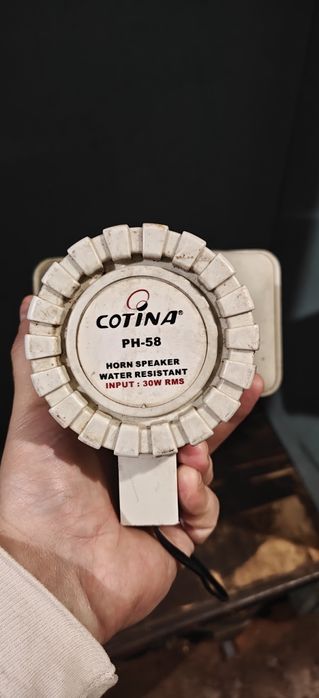 COTINA®
PH-58
HORN SPEAKER
WATER RESISTANT
INPUT : 30W RMS